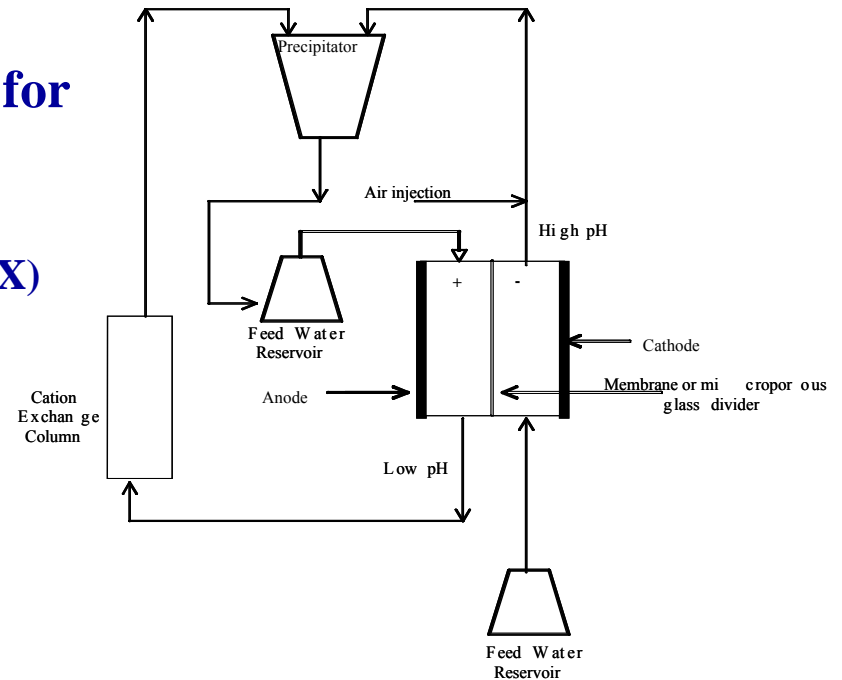 for
X)
Precipitator
Air injection
High pH
+
-
Feed Water
Reservoir
Cathode
Membrane or microporous
glass divider
Anode
Cation
Exchange
Column
Low pH
Feed Water
Reservoir